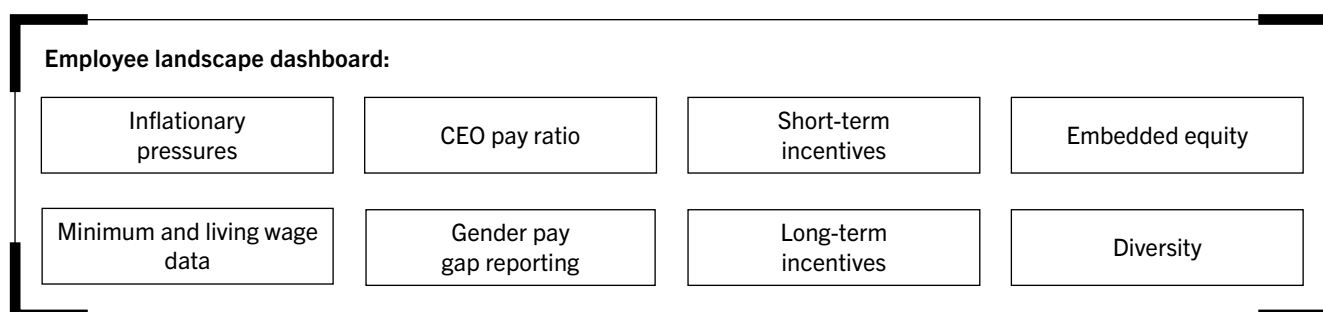 Employee landscape dashboard:
Inflationary
pressures
CEO pay ratio
Short-term
incentives
Embedded equity
Minimum and living wage
data
Gender pay
gap reporting
Long-term
incentives
Diversity